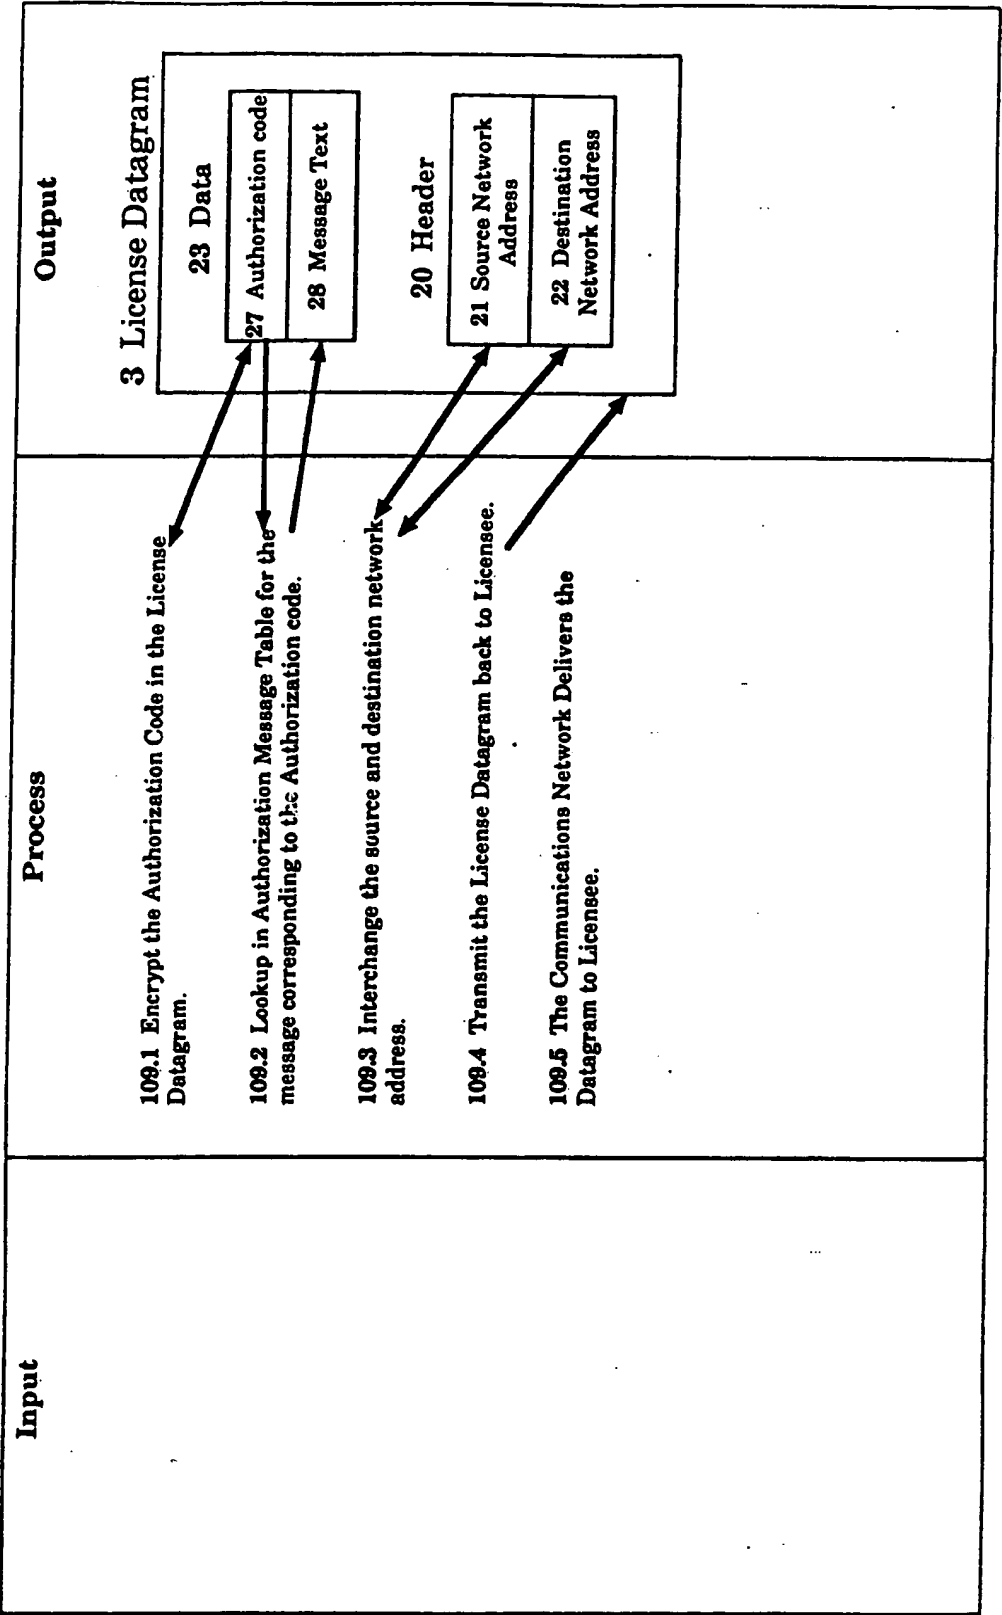 Input
Process
Output
109.1 Encrypt the Authorization Code in the License
Datagram.
109.2 Lookup in Authorization Message Table for the
message corresponding to the Authorization code.
109.3 Interchange the source and destination network
address.
109.4 Transmit the License Datagram back to Licensee.
109.5 The Communications Network Delivers the
Datagram to Licensee.
3 License Datagram
23 Data
27 Authorization code
28 Message Text
20 Header
21 Source Network
Address
22 Destination
Network Address